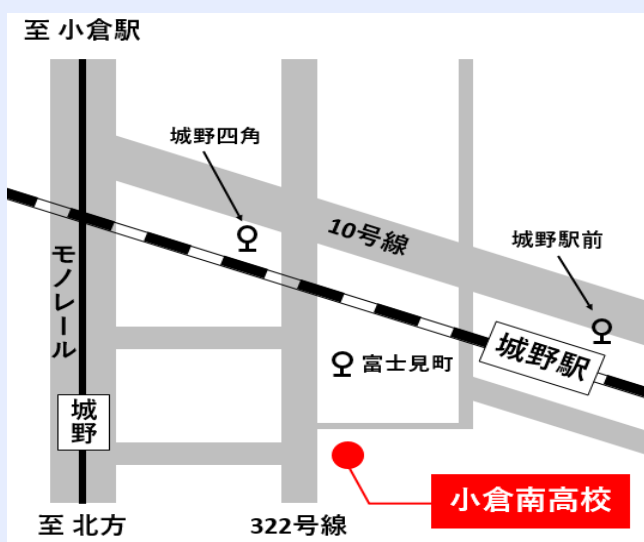 至 小倉駅
城野四角
10号線
城野駅前
モノレール
城野駅
富士見町
城野
小倉南高校
至 北方
322号線